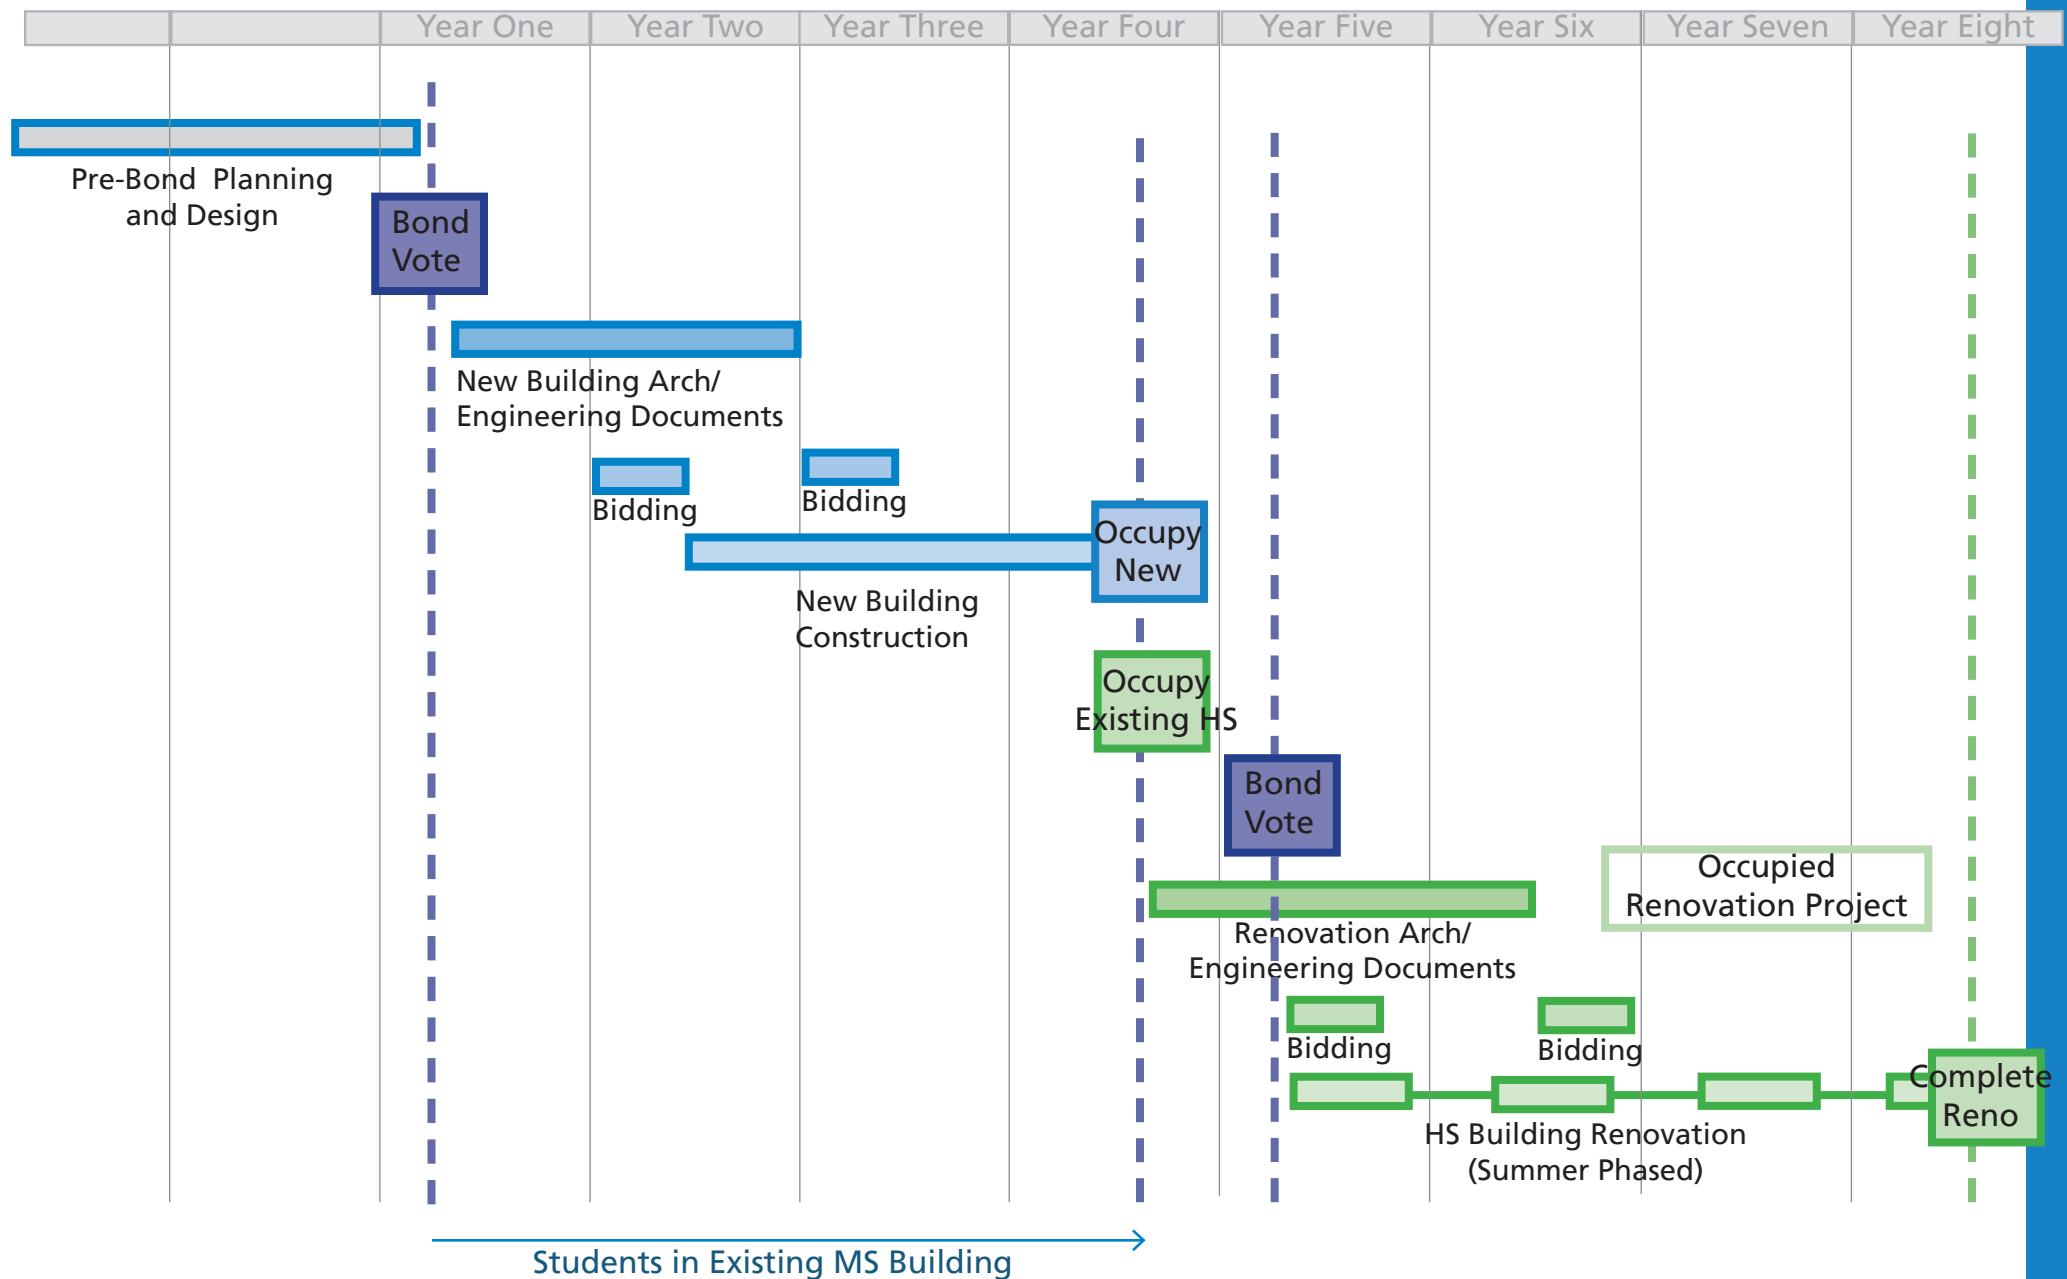 Year One
Year Two
Year Three
Year Four
Year Five
Year Six
Year Seven
Year Eight
Pre-Bond Planning
and Design
Bond
Vote
New Building Arch/
Engineering Documents
Bidding
Bidding
Occupy
New
New Building
Construction
Occupy
Existing HS
Bond
Vote
Occupied
Renovation Project
Renovation Arch/
Engineering Documents
Bidding
Bidding
Complete
Reno
HS Building Renovation
(Summer Phased)
Students in Existing MS Building